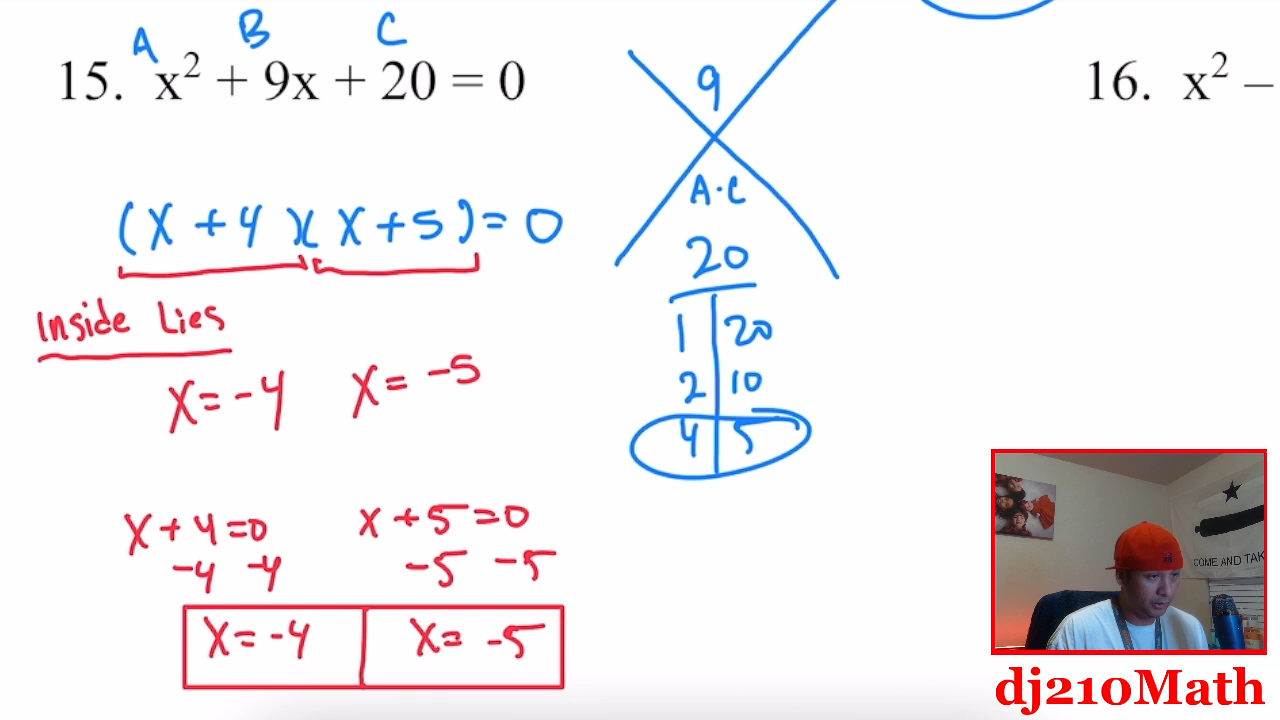 A B C
15. x² + 9x + 20 = 0
(x + 4)(x + 5) = 0
Inside Lies
x = -4 x = -5
x + 4 = 0 x + 5 = 0
-4 -4 -5 -5
x = -4 x = -5
9
A·C
20
1 20
2 10
4 5
16. x² –
COME AND TAK
dj210Math